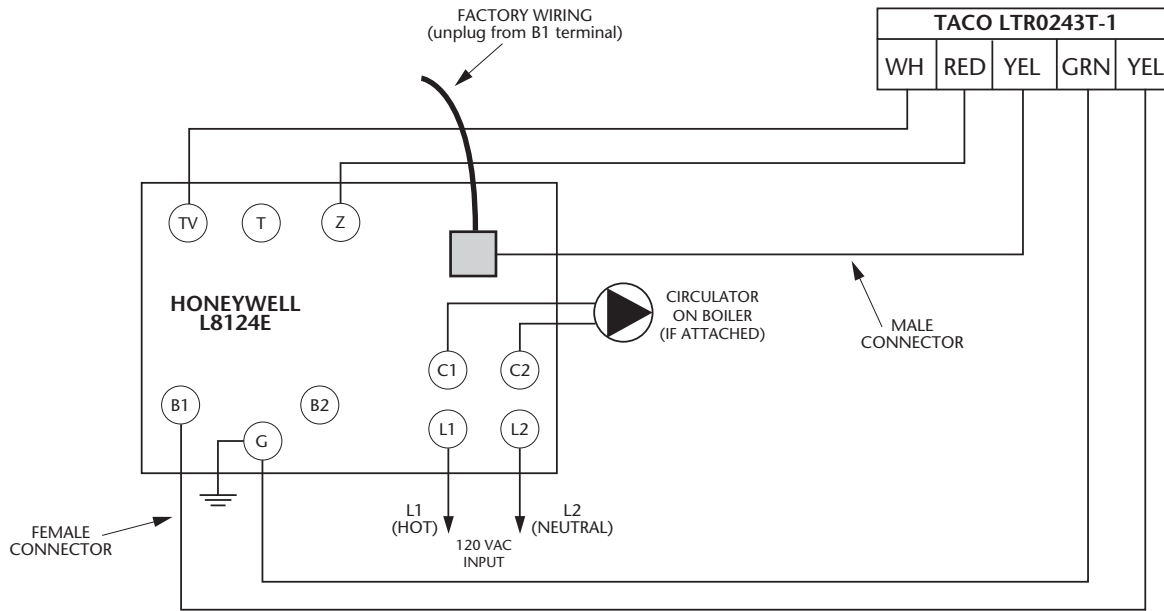 FACTORY WIRING
(unplug from B1 terminal)
TACO LTR0243T-1
WH RED YEL GRN YEL
TV T Z
HONEYWELL
L8124E
CIRCULATOR
ON BOILER
(IF ATTACHED)
MALE
CONNECTOR
C1 C2
B1 B2
L1 L2
G
L1
(HOT)
L2
(NEUTRAL)
120 VAC
INPUT
FEMALE
CONNECTOR